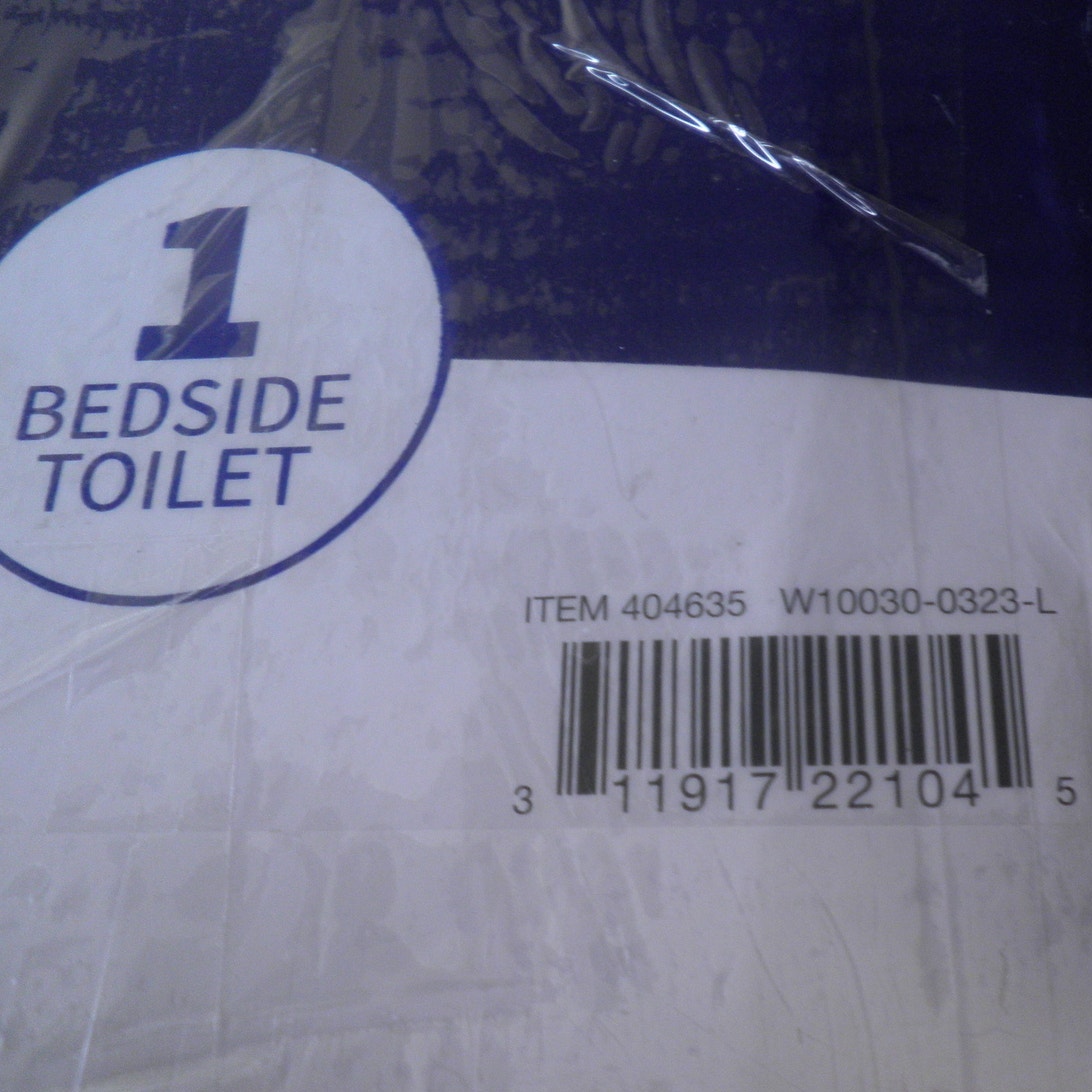 1
BEDSIDE
TOILET
ITEM 404635 W10030-0323-L
3 11917 22104 5